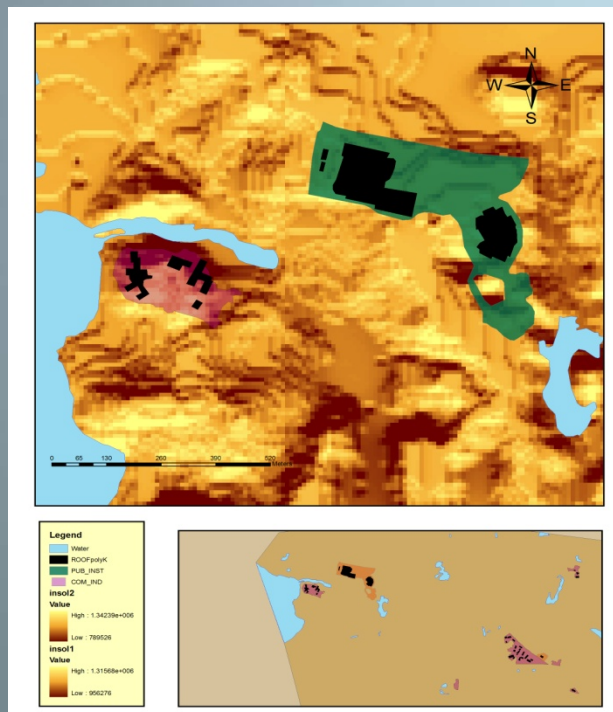 N
W E
S
0 65 130 260 390 520
Meters
Legend
Water
ROOFpolyK
PUB_INST
COM_IND
insol2
Value
High : 1.34239e+006
Low : 789526
insol1
Value
High : 1.31568e+006
Low : 956276